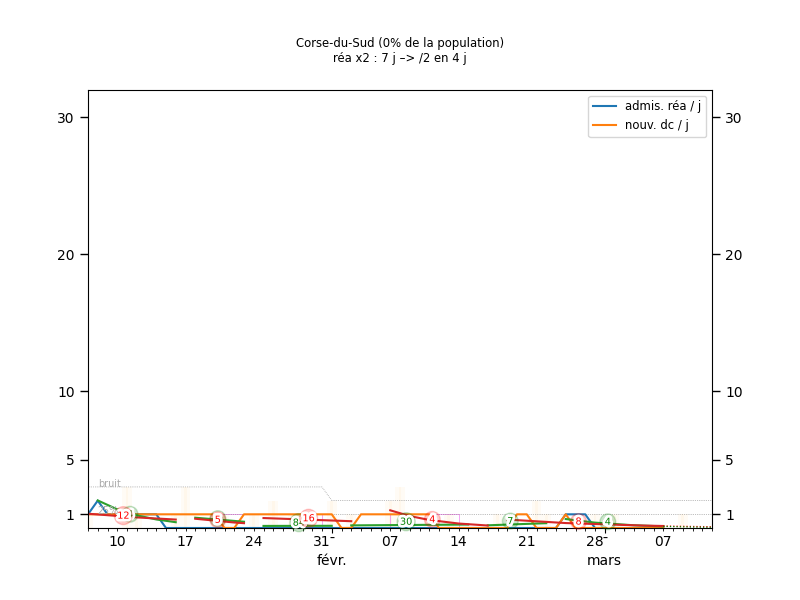 Corse-du-Sud (0% de la population)
réa x2 : 7 j –> /2 en 4 j
admis. réa / j
nouv. dc / j
30 30
20 20
10 10
5 5
1 1
bruit
12 5 8 16 30 4 7 8 4
10 17 24 31 07 14 21 28 07
févr. mars